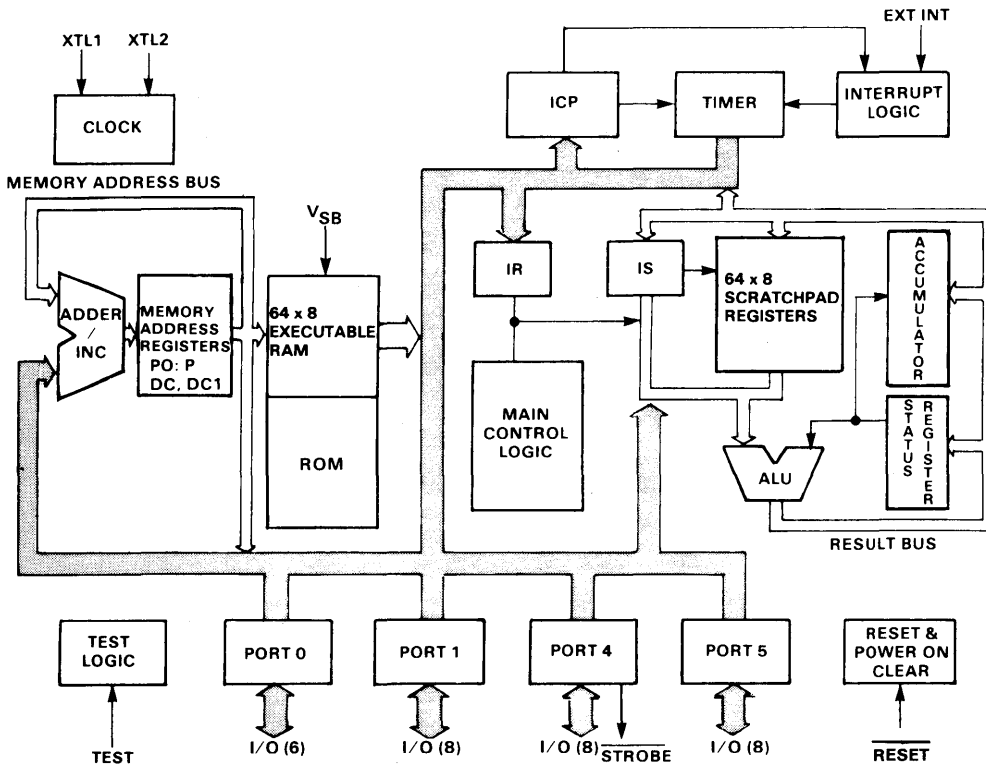 EXT INT
XTL1 XTL2
CLOCK
ICP
TIMER
INTERRUPT
LOGIC
MEMORY ADDRESS BUS
VSB
ADDER
/
INC
MEMORY
ADDRESS
REGISTERS
PO: P
DC, DC1
64 x 8
EXECUTABLE
RAM
ROM
IR
IS
64 x 8
SCRATCHPAD
REGISTERS
ACCUMULATOR
MAIN
CONTROL
LOGIC
STATUS
REGISTER
ALU
RESULT BUS
TEST
LOGIC
PORT 0
PORT 1
PORT 4
PORT 5
RESET &
POWER ON
CLEAR
TEST
I/O (6)
I/O (8)
I/O (8)
STROBE
I/O (8)
RESET